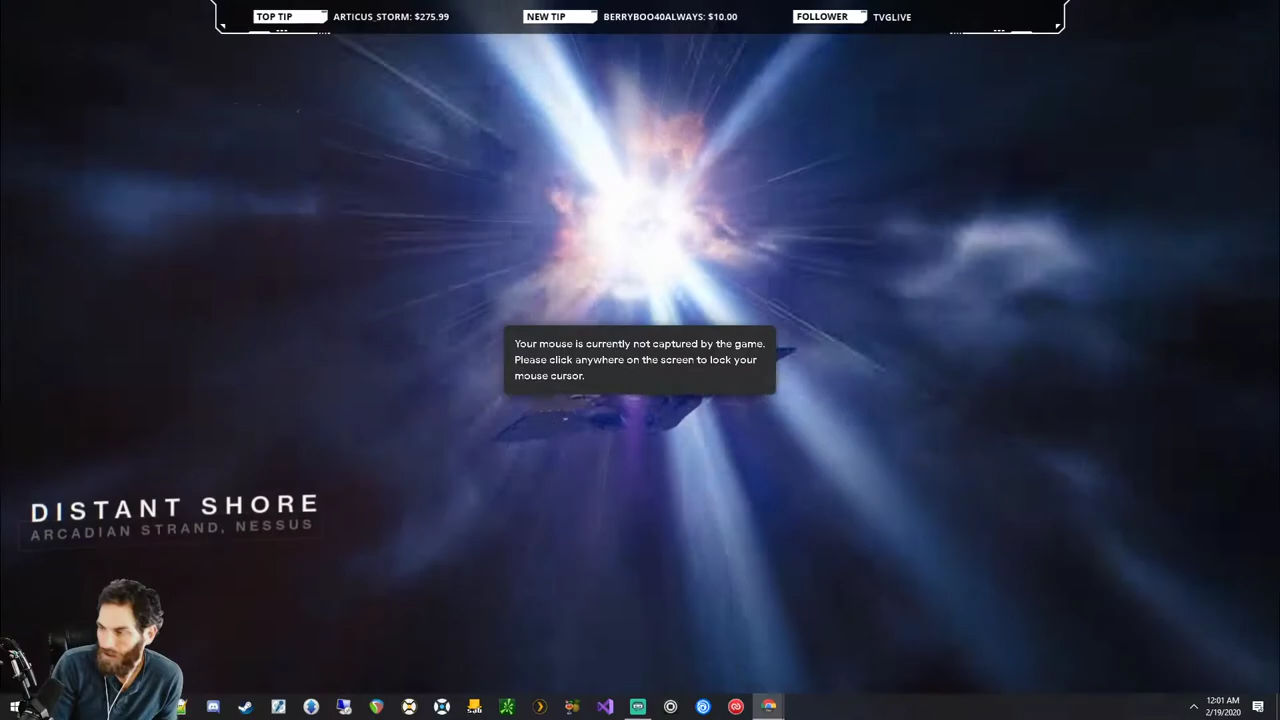 TOP TIP ARTICUS_STORM: $275.99 NEW TIP BERRYBOO40ALWAYS: $10.00 FOLLOWER TVGLIVE
Your mouse is currently not captured by the game.
Please click anywhere on the screen to lock your
mouse cursor.
DISTANT SHORE
ARCADIAN STRAND, NESSUS
12:01 AM
2/19/2020